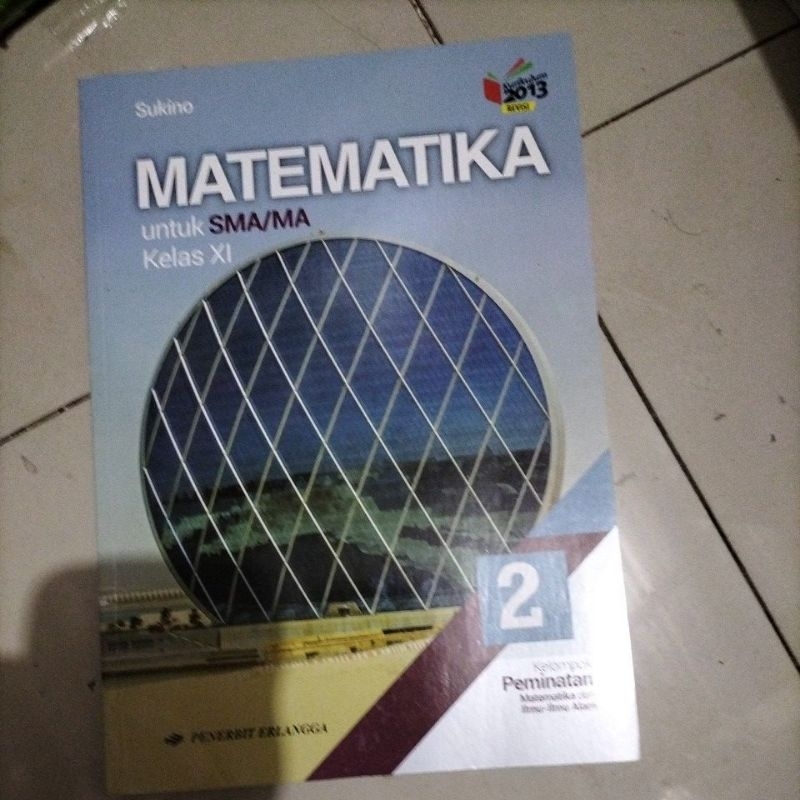 Sukino
Kurikulum
2013
REVISI
MATEMATIKA
untuk SMA/MA
Kelas XI
2
Kelompok
Peminatan
Matematika dan
Ilmu-Ilmu Alam
PENERBIT ERLANGGA